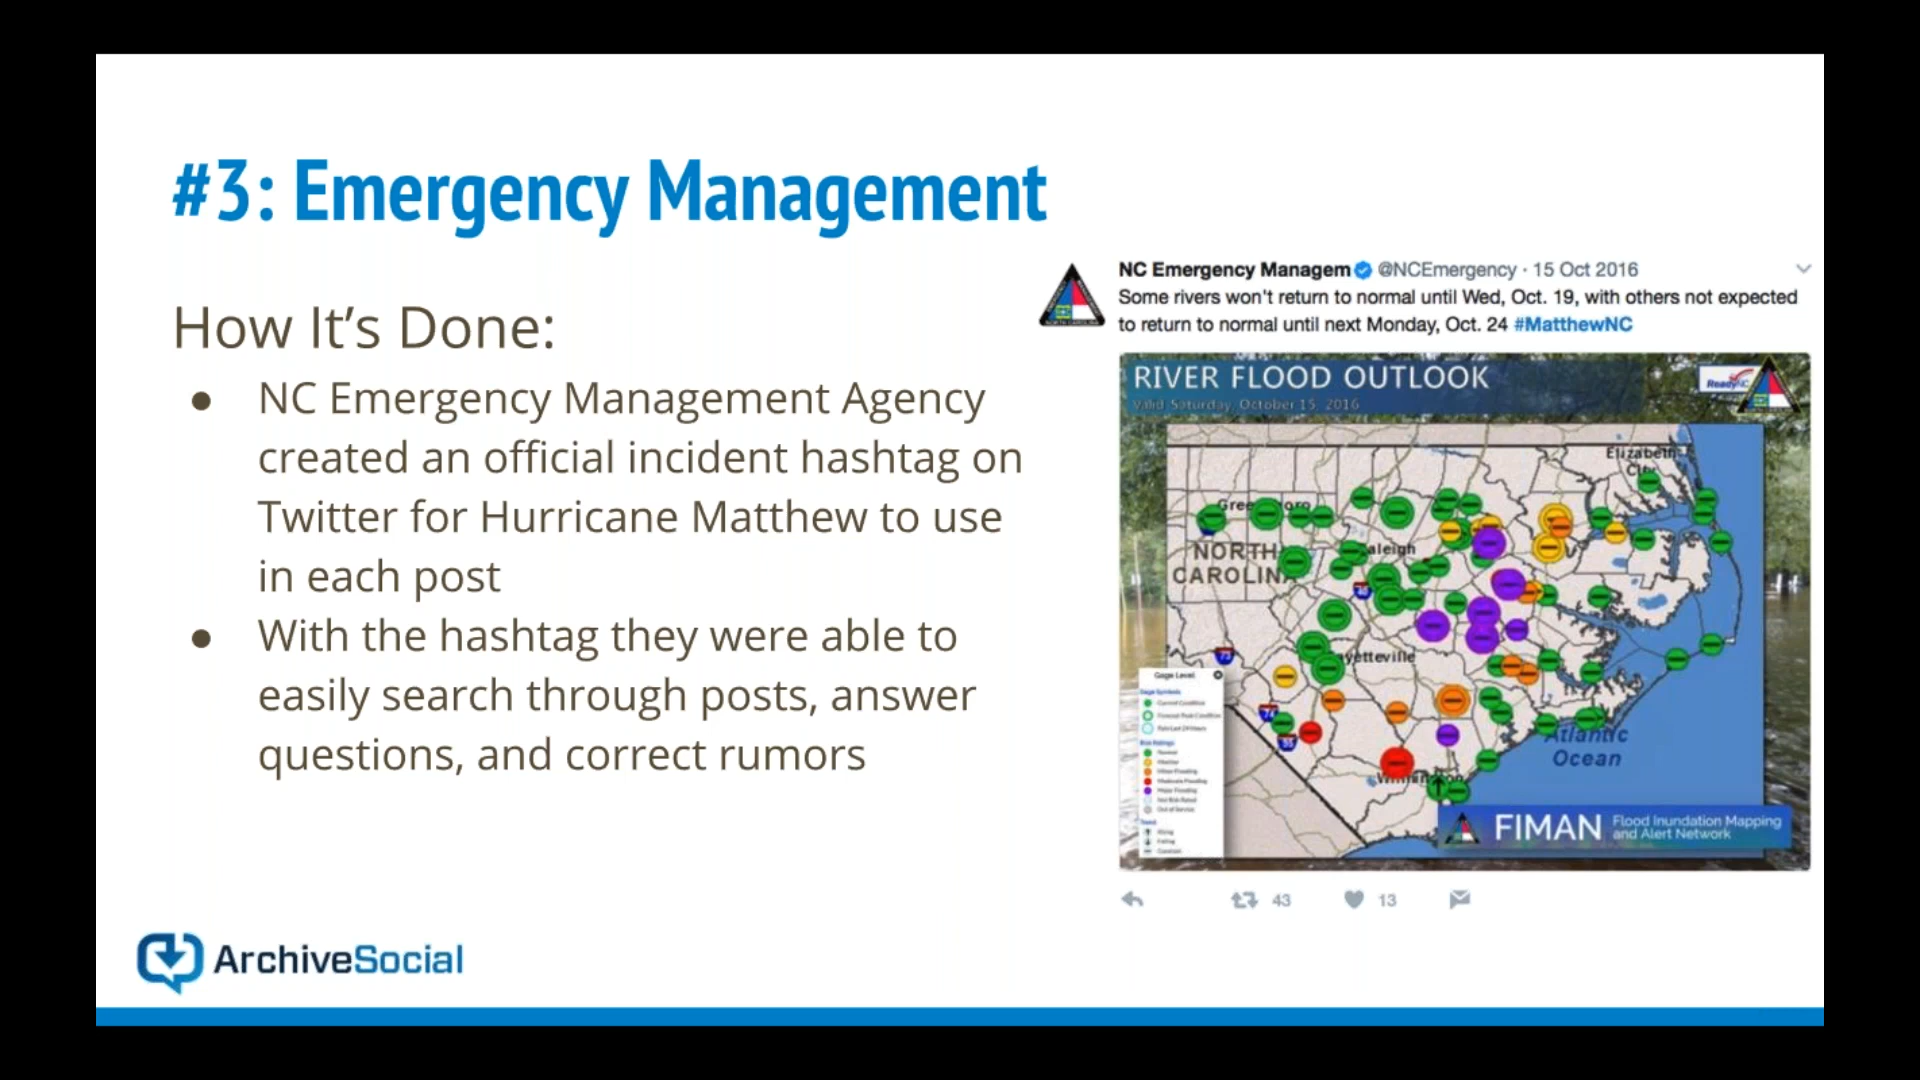 #3: Emergency Management
How It's Done:
● NC Emergency Management Agency
created an official incident hashtag on
Twitter for Hurricane Matthew to use
in each post
● With the hashtag they were able to
easily search through posts, answer
questions, and correct rumors
NC Emergency Managem @NCEmergency · 15 Oct 2016
Some rivers won't return to normal until Wed, Oct. 19, with others not expected
to return to normal until next Monday, Oct. 24 #MatthewNC
RIVER FLOOD OUTLOOK
Valid Saturday, October 15, 2016
ReadyNC
Elizabeth
City
NORTH
CAROLINA
Gage Level
Atlantic
Ocean
FIMAN Flood Inundation Mapping
and Alert Network
43
13
ArchiveSocial